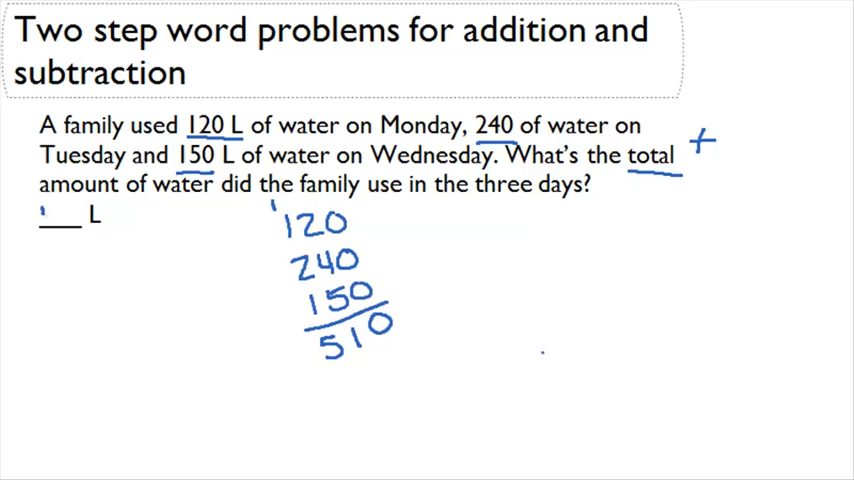 Two step word problems for addition and
subtraction
A family used 120 L of water on Monday, 240 of water on
Tuesday and 150 L of water on Wednesday. What's the total +
amount of water did the family use in the three days?
___ L
1
120
240
150
510